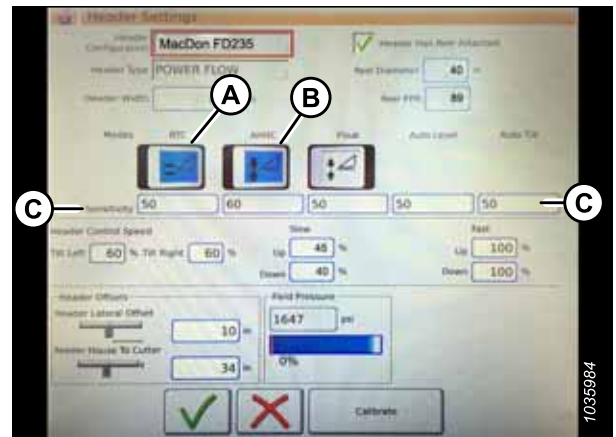 Header Settings
Header Configuration MacDon FD235
Header Has Reel Attached
Header Type POWER FLOW
Reel Diameter 40 in
Header Width
Reel PPR 89
A
B
Modes RTC AHHC Float Auto Level Auto Tilt
C Sensitivity 50 60 50 50 50 C
Header Control Speed
Slow
Fast
Tilt Left 60 % Tilt Right 60 %
Up 48 %
Up 100 %
Down 40 %
Down 100 %
Header Offsets
Field Pressure
Header Lateral Offset
10 in
1647 psi
Feeder House To Cutter
34 in
0%
Calibrate
1035984